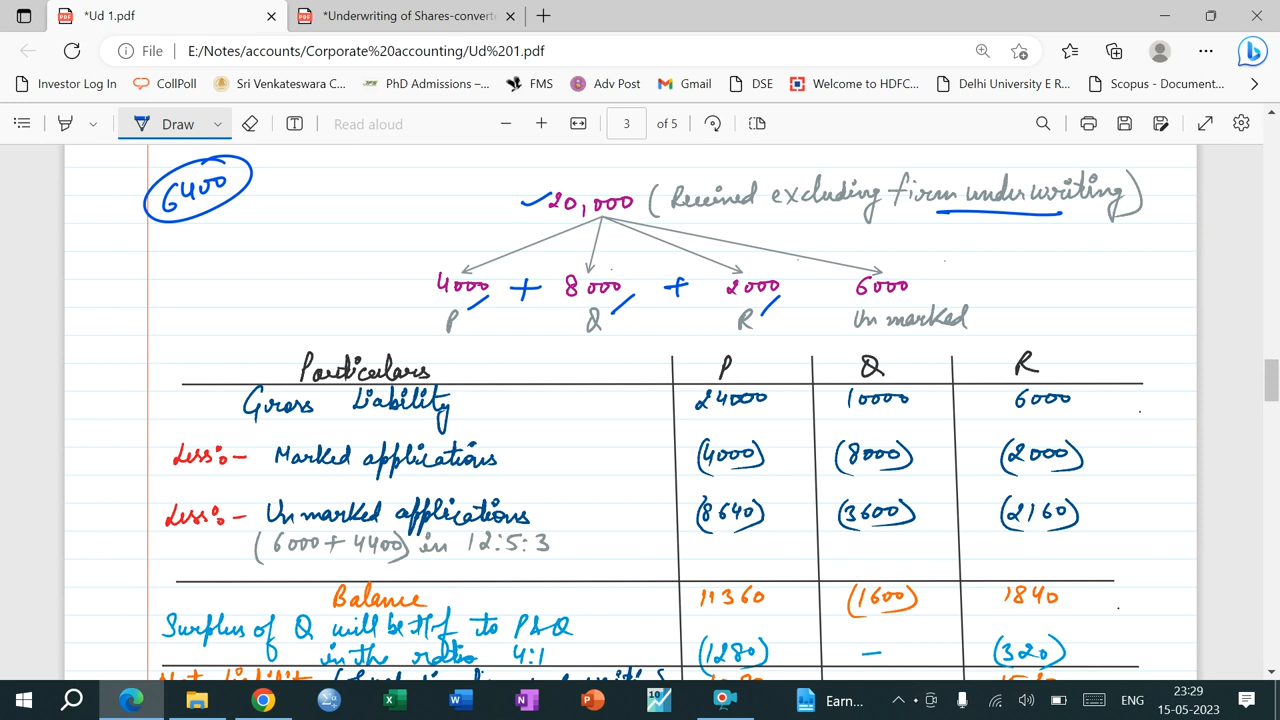 *Ud 1.pdf
*Underwriting of Shares-converte
File E:/Notes/accounts/Corporate%20accounting/Ud%201.pdf
Investor Log In CollPoll Sri Venkateswara C... PhD Admissions –... FMS Adv Post Gmail DSE Welcome to HDFC... Delhi University E R... Scopus - Document...
Draw Read aloud 3 of 5
6400
20,000 (Received excluding firm underwriting)
4000 + 8000 + 2000 6000
P Q R Unmarked
Particulars P Q R
Gross Liability 24000 10000 6000
Less:- Marked applications (4000) (8000) (2000)
Less:- Unmarked applications (8640) (3600) (2160)
(6000+4400) in 12:5:3
Balance 11360 (1600) 1840
Surplus of Q will be tf to P&Q
in the ratio 4:1 (1280) — (320)
Earn...
ENG
23:29
15-05-2023